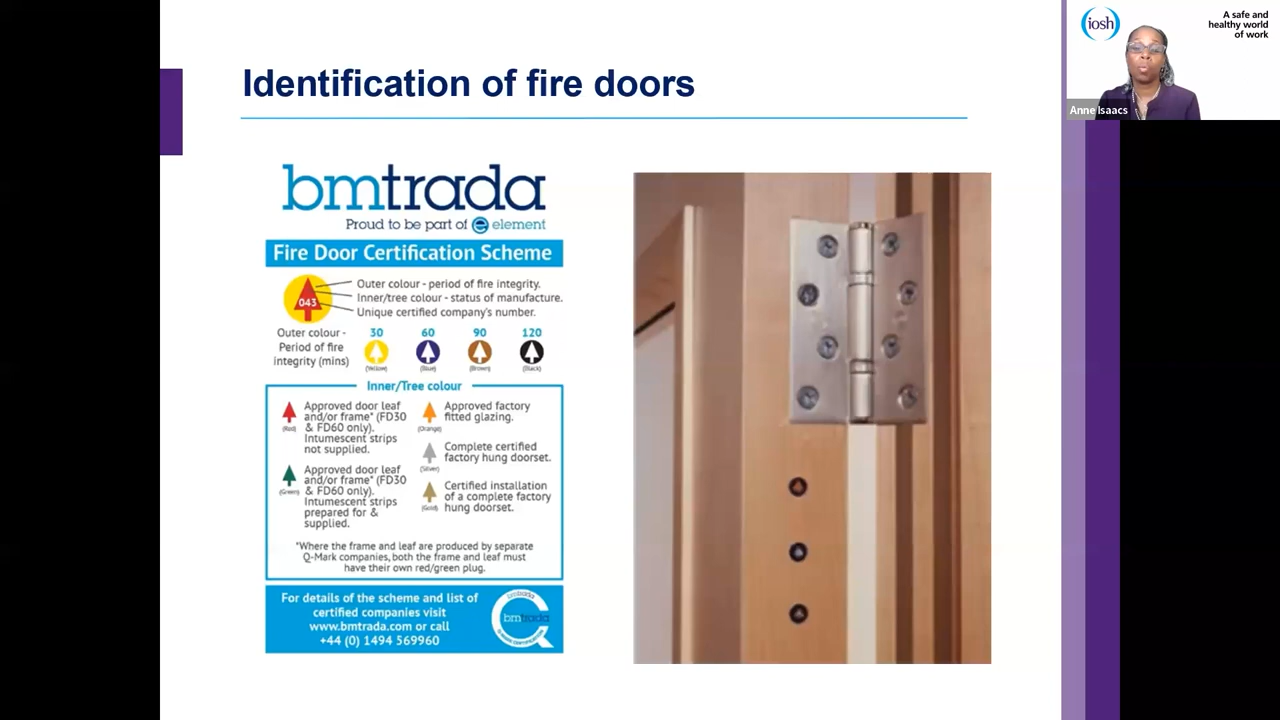 Identification of fire doors
iosh
A safe and
healthy world
of work
Anne Isaacs
bmtrada
Proud to be part of e element
Fire Door Certification Scheme
043
Outer colour - period of fire integrity.
Inner/tree colour - status of manufacture.
Unique certified company's number.
Outer colour -
Period of fire
integrity (mins)
30 60 90 120
(Yellow) (Blue) (Brown) (Black)
Inner/Tree colour
(Red)
Approved door leaf
and/or frame* (FD30
& FD60 only).
Intumescent strips
not supplied.
(Green)
Approved door leaf
and/or frame* (FD30
& FD60 only).
Intumescent strips
prepared for &
supplied.
(Orange)
Approved factory
fitted glazing.
(Silver)
Complete certified
factory hung doorset.
(Gold)
Certified installation
of a complete factory
hung doorset.
*Where the frame and leaf are produced by separate
Q-Mark companies, both the frame and leaf must
have their own red/green plug.
For details of the scheme and list of
certified companies visit
www.bmtrada.com or call
+44 (0) 1494 569960
bmtrada
bmtrada